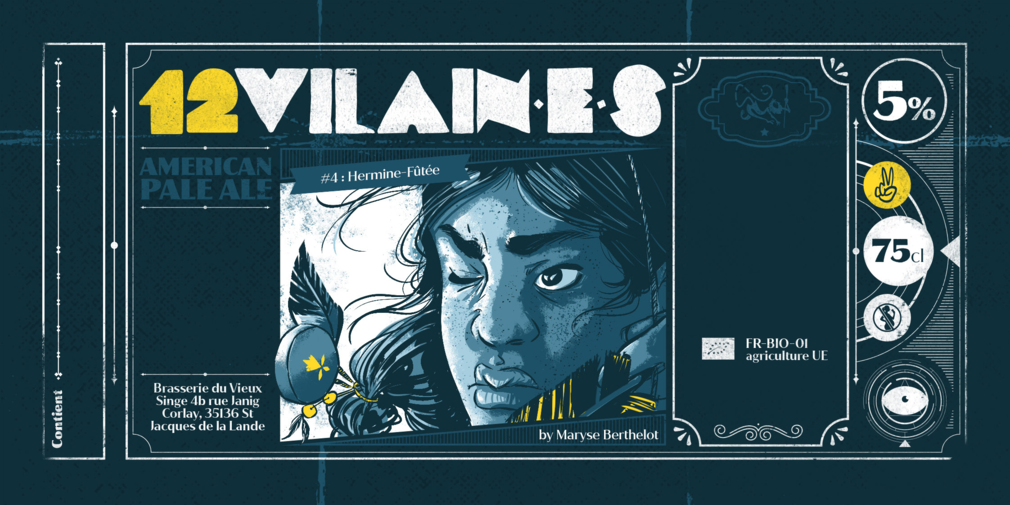 12VILAIN·E·S
AMERICAN
PALE ALE
#4 : Hermine-Fûtée
Brasserie du Vieux
Singe 4b rue Janig
Corlay, 35136 St
Jacques de la Lande
by Maryse Berthelot
Contient
FR-BIO-01
agriculture UE
5%
75cl